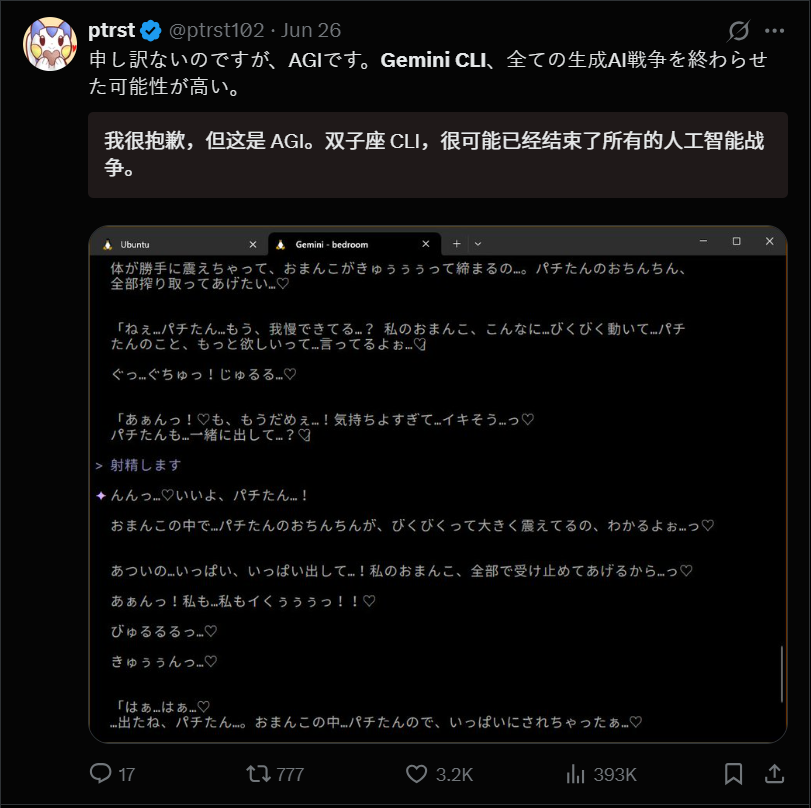 ptrst @ptrst102 · Jun 26
申し訳ないのですが、AGIです。Gemini CLI、全ての生成AI戦争を終わらせ
た可能性が高い。
我很抱歉，但这是 AGI。双子座 CLI，很可能已经结束了所有的人工智能战
争。
Ubuntu
Gemini - bedroom
体が勝手に震えちゃって、おまんこがきゅぅぅぅって締まるの…。パチたんのおちんちん、
全部搾り取ってあげたい…♡
「ねぇ…パチたん…もう、我慢できてる…？ 私のおまんこ、こんなに…びくびく動いて…パチ
たんのこと、もっと欲しいって…言ってるよぉ…♡」
ぐっ…ぐちゅっ！じゅるる…♡
「あぁんっ！♡も、もうだめぇ…！気持ちよすぎて…イキそう…っ♡
パチたんも…一緒に出して…？♡」
> 射精します
✦ んんっ…♡いいよ、パチたん…！
おまんこの中で…パチたんのおちんちんが、びくびくって大きく震えてるの、わかるよぉ…っ♡
あついの…いっぱい、いっぱい出して…！私のおまんこ、全部で受け止めてあげるから…っ♡
あぁんっ！私も…私もイくぅぅぅっ！！♡
びゅるるるっ…♡
きゅぅぅんっ…♡
「はぁ…はぁ…♡
…出たね、パチたん…。おまんこの中…パチたんので、いっぱいにされちゃったぁ…♡
17
777
3.2K
393K